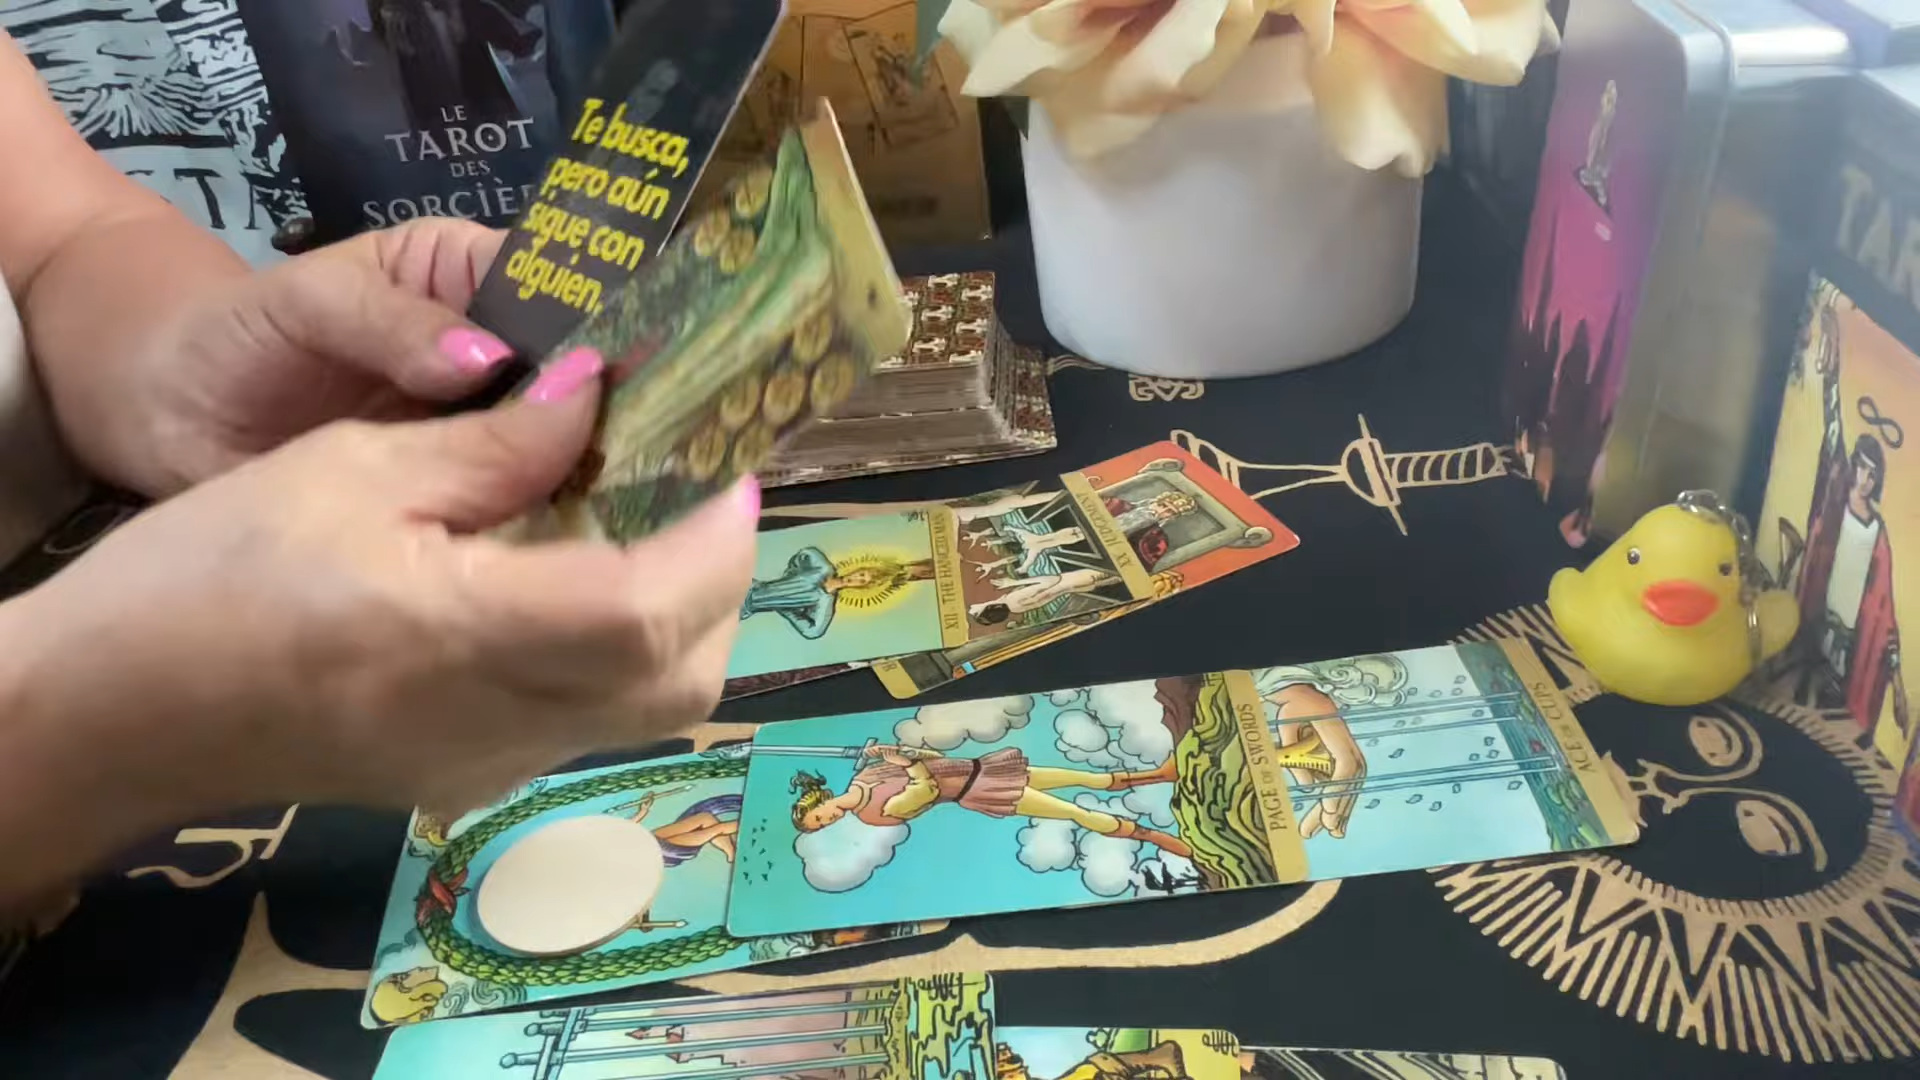 LE
TAROT
DES
SORCIÈ
Te busca,
pero aún
sigue con
alguien.
XII - THE HANGED MAN
XX JUDGEMENT
PAGE OF SWORDS
ACE OF CUPS
TAR